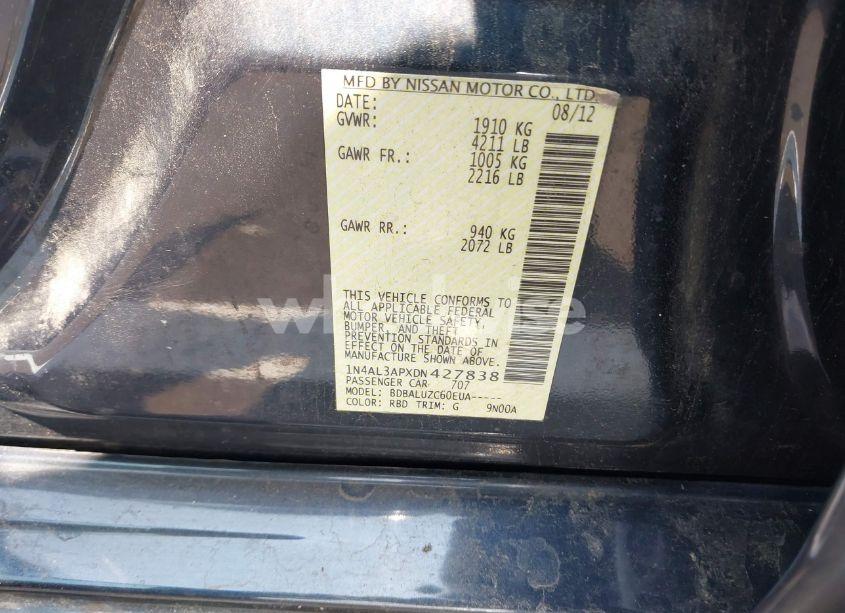 MFD BY NISSAN MOTOR CO., LTD.
DATE: 08/12
GVWR: 1910 KG
4211 LB
GAWR FR.: 1005 KG
2216 LB
GAWR RR.: 940 KG
2072 LB
THIS VEHICLE CONFORMS TO
ALL APPLICABLE FEDERAL
MOTOR VEHICLE SAFETY,
BUMPER, AND THEFT
PREVENTION STANDARDS IN
EFFECT ON THE DATE OF
MANUFACTURE SHOWN ABOVE.
1N4AL3APXDN427838
PASSENGER CAR 707
MODEL: BDBALUZC60EUA-----
COLOR: RBD TRIM: G 9N00A